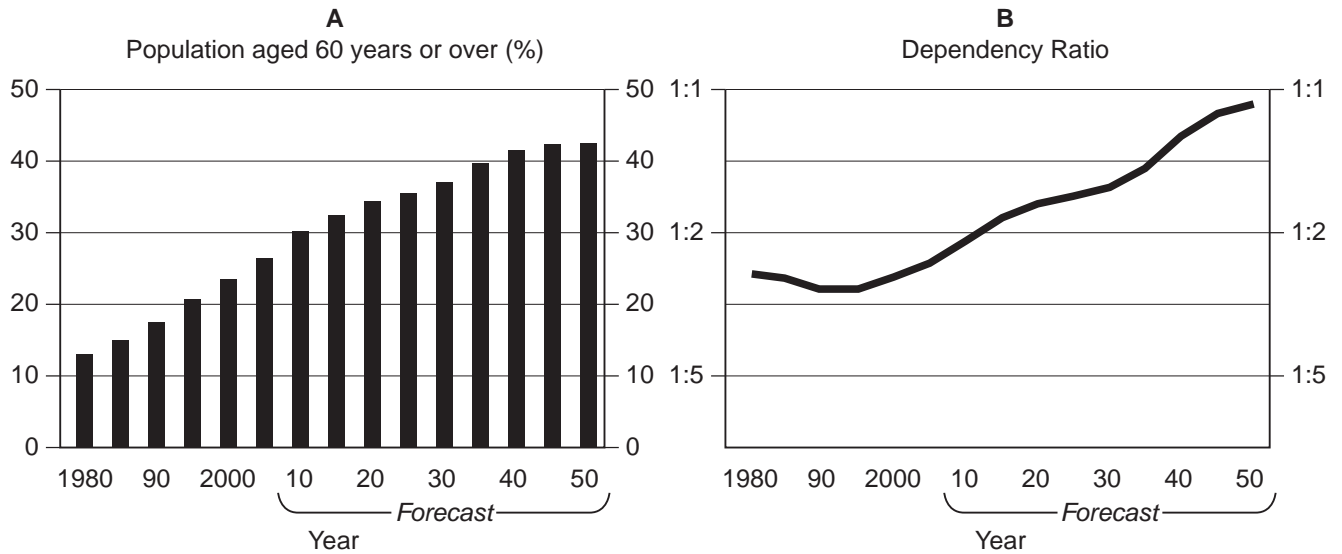 A
Population aged 60 years or over (%)
50 50
40 40
30 30
20 20
10 10
0 0
1980 90 2000 10 20 30 40 50
Forecast
Year
B
Dependency Ratio
1:1 1:1
1:2 1:2
1:5 1:5
1980 90 2000 10 20 30 40 50
Forecast
Year